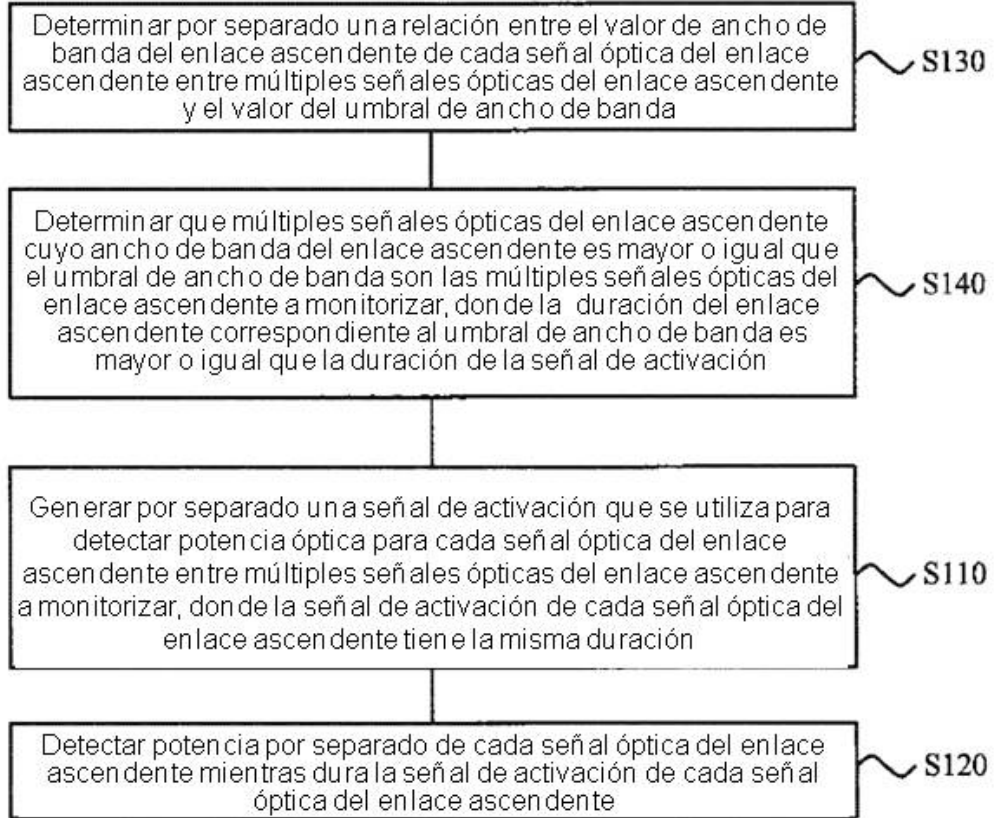 Determinar por separado una relación entre el valor de ancho de
banda del enlace ascendente de cada señal óptica del enlace
ascendente entre múltiples señales ópticas del enlace ascendente
y el valor del umbral de ancho de banda
S130
Determinar que múltiples señales ópticas del enlace ascendente
cuyo ancho de banda del enlace ascendente es mayor o igual que
el umbral de ancho de banda son las múltiples señales ópticas del
enlace ascendente a monitorizar, donde la duración del enlace
ascendente correspondiente al umbral de ancho de banda es
mayor o igual que la duración de la señal de activación
S140
Generar por separado una señal de activación que se utiliza para
detectar potencia óptica para cada señal óptica del enlace
ascendente entre múltiples señales ópticas del enlace ascendente
a monitorizar, donde la señal de activación de cada señal óptica del
enlace ascendente tiene la misma duración
S110
Detectar potencia por separado de cada señal óptica del enlace
ascendente mientras dura la señal de activación de cada señal
óptica del enlace ascendente
S120